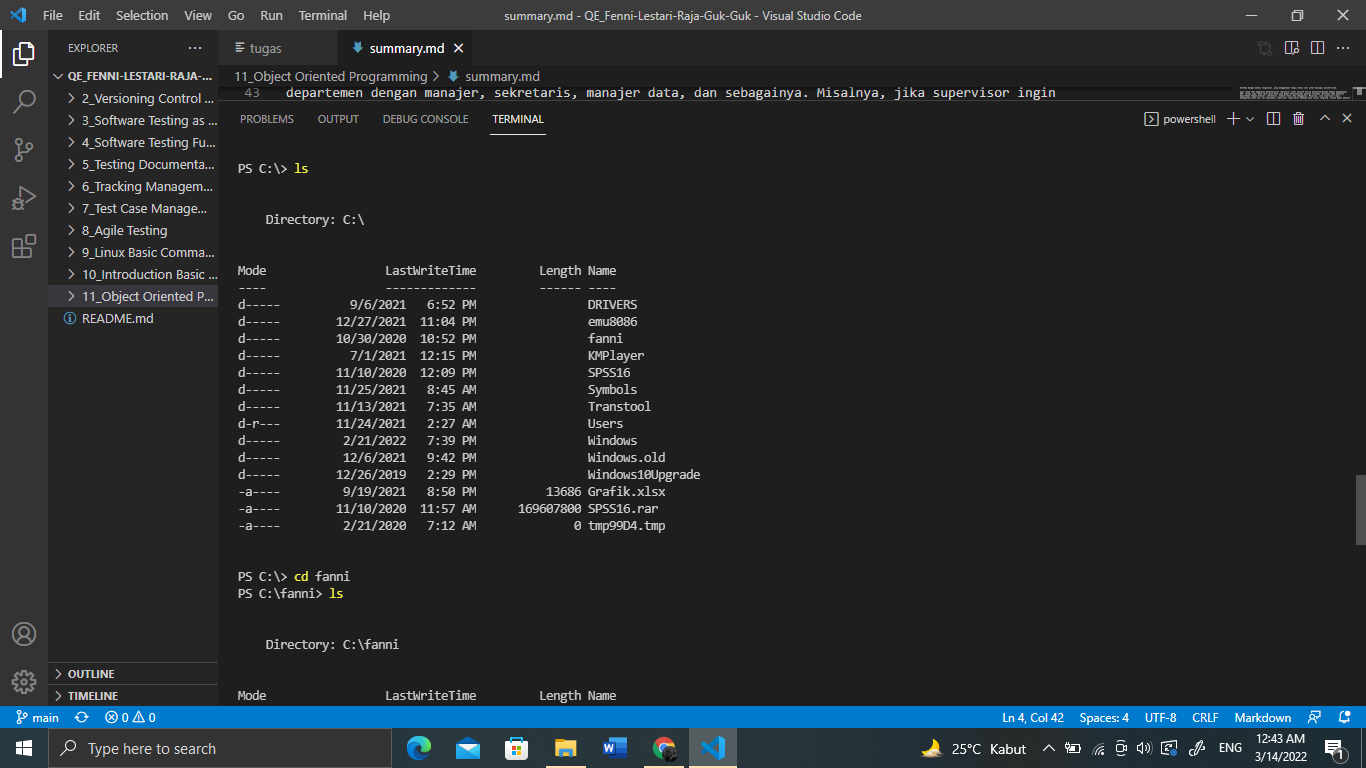 File Edit Selection View Go Run Terminal Help
summary.md - QE_Fenni-Lestari-Raja-Guk-Guk - Visual Studio Code
EXPLORER
QE_FENNI-LESTARI-RAJA-...
2_Versioning Control ...
3_Software Testing as ...
4_Software Testing Fu...
5_Testing Documenta...
6_Tracking Managem...
7_Test Case Manage...
8_Agile Testing
9_Linux Basic Comma...
10_Introduction Basic ...
11_Object Oriented P...
README.md
OUTLINE
TIMELINE
tugas
summary.md
11_Object Oriented Programming > summary.md
43 departemen dengan manajer, sekretaris, manajer data, dan sebagainya. Misalnya, jika supervisor ingin
PROBLEMS OUTPUT DEBUG CONSOLE TERMINAL
powershell
PS C:\> ls
Directory: C:\
Mode LastWriteTime Length Name
---- ------------- ------ ----
d----- 9/6/2021 6:52 PM DRIVERS
d----- 12/27/2021 11:04 PM emu8086
d----- 10/30/2020 10:52 PM fanni
d----- 7/1/2021 12:15 PM KMPlayer
d----- 11/10/2020 12:09 PM SPSS16
d----- 11/25/2021 8:45 AM Symbols
d----- 11/13/2021 7:35 AM Transtool
d-r--- 11/24/2021 2:27 AM Users
d----- 2/21/2022 7:39 PM Windows
d----- 12/6/2021 9:42 PM Windows.old
d----- 12/26/2019 2:29 PM Windows10Upgrade
-a---- 9/19/2021 8:50 PM 13686 Grafik.xlsx
-a---- 11/10/2020 11:57 AM 169607800 SPSS16.rar
-a---- 2/21/2020 7:12 AM 0 tmp99D4.tmp
PS C:\> cd fanni
PS C:\fanni> ls
Directory: C:\fanni
Mode LastWriteTime Length Name
main 0 0
Ln 4, Col 42 Spaces: 4 UTF-8 CRLF Markdown
Type here to search
25°C Kabut
ENG
12:43 AM
3/14/2022
1